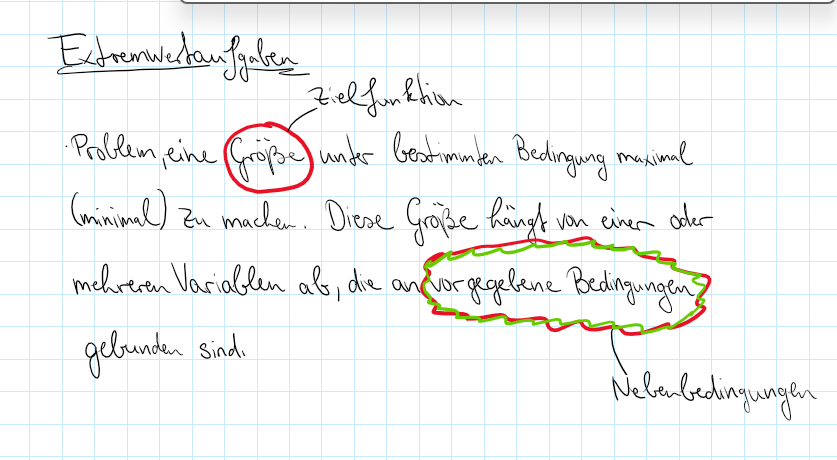 Extremwertaufgaben
Zielfunktion
Problem, eine Größe unter bestimmten Bedingung maximal
(minimal) zu machen. Diese Größe hängt von einer oder
mehreren Variablen ab, die an vorgegebene Bedingungen
gebunden sind.
Nebenbedingungen